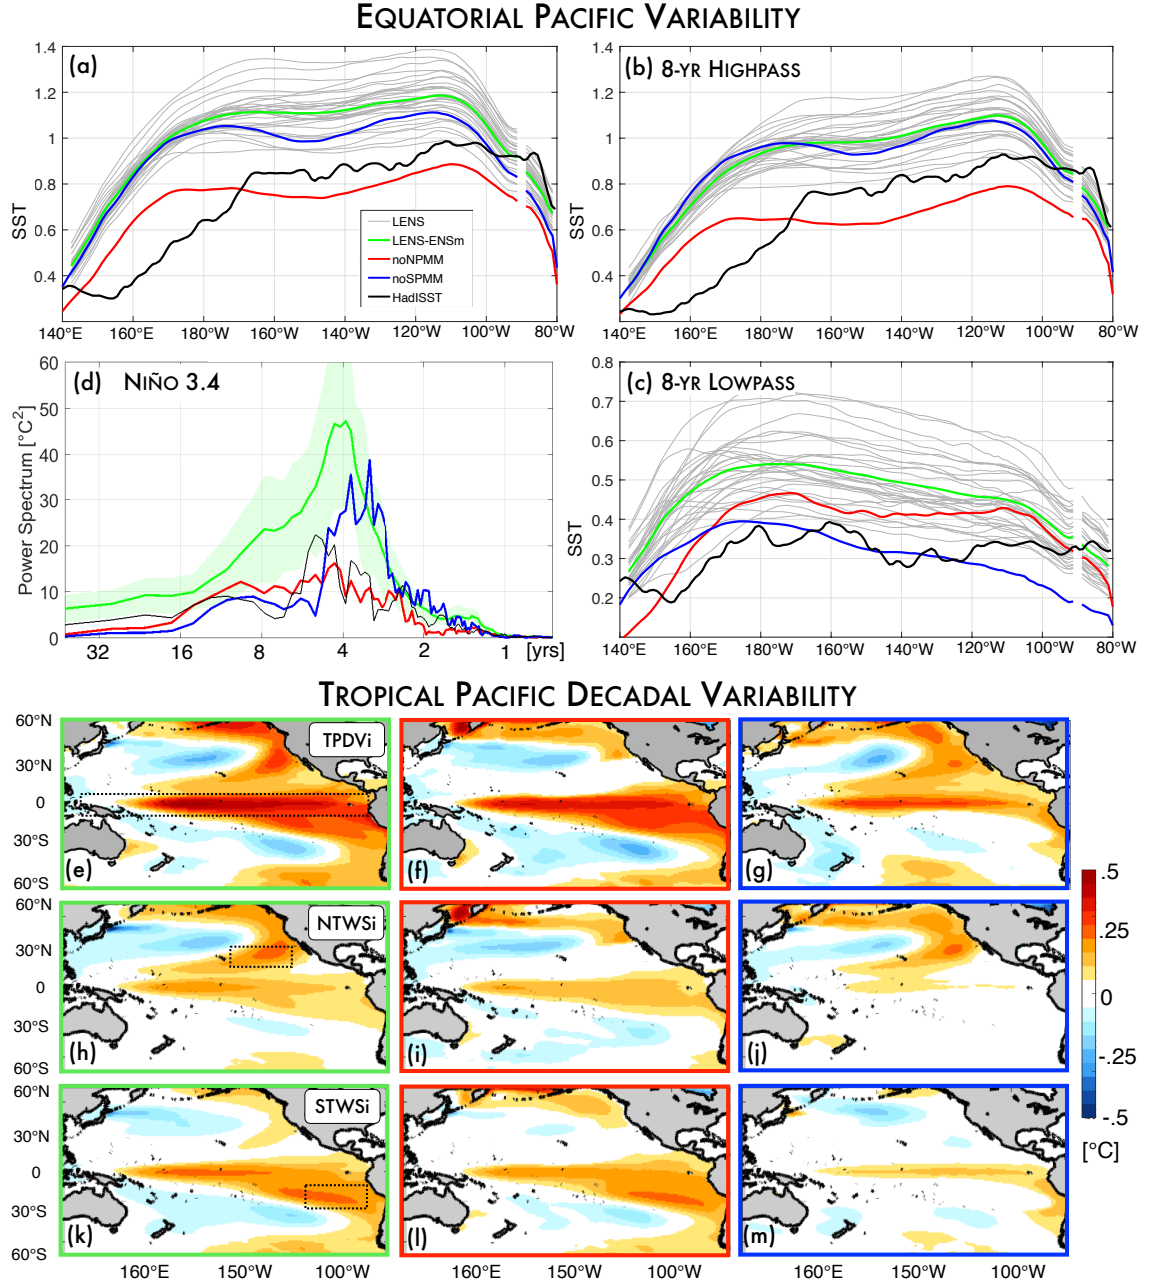 EQUATORIAL PACIFIC VARIABILITY
(a)
SST
1.4
1.2
1
0.8
0.6
0.4
140°E 160°E 180°W 160°W 140°W 120°W 100°W 80°W
LENS
LENS-ENSm
noNPMM
noSPMM
HadISST
(b) 8-YR HIGHPASS
SST
1.4
1.2
1
0.8
0.6
0.4
140°E 160°E 180°W 160°W 140°W 120°W 100°W 80°W
(d) NIÑO 3.4
Power Spectrum [°C2]
60
50
40
30
20
10
0
32 16 8 4 2 1 [yrs]
(c) 8-YR LOWPASS
SST
0.8
0.7
0.6
0.5
0.4
0.3
0.2
140°E 160°E 180°W 160°W 140°W 120°W 100°W 80°W
TROPICAL PACIFIC DECADAL VARIABILITY
60°N
30°N
0
30°S
60°S
TPDVi
(e)
(f)
(g)
60°N
30°N
0
30°S
60°S
NTWSi
(h)
(i)
(j)
60°N
30°N
0
30°S
60°S
STWSi
(k)
(l)
(m)
160°E 150°W 100°W
160°E 150°W 100°W
160°E 150°W 100°W
.5
.25
0
-.25
-.5
[°C]